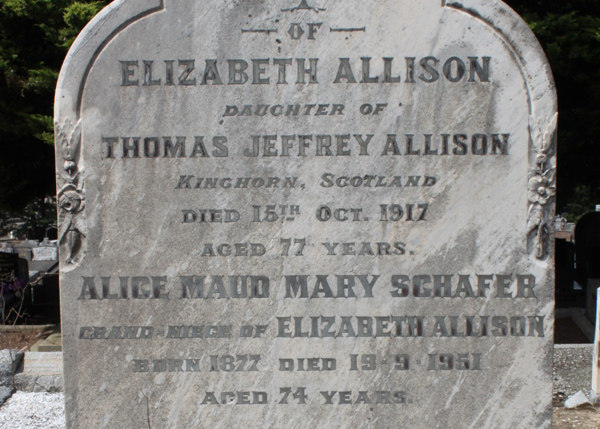 OF
ELIZABETH ALLISON
DAUGHTER OF
THOMAS JEFFREY ALLISON
KINGHORN, SCOTLAND
DIED 15TH OCT. 1917
AGED 77 YEARS.
ALICE MAUD MARY SCHAFER
GRAND-NIECE OF ELIZABETH ALLISON
BORN 1877 DIED 19-9-1951
AGED 74 YEARS.